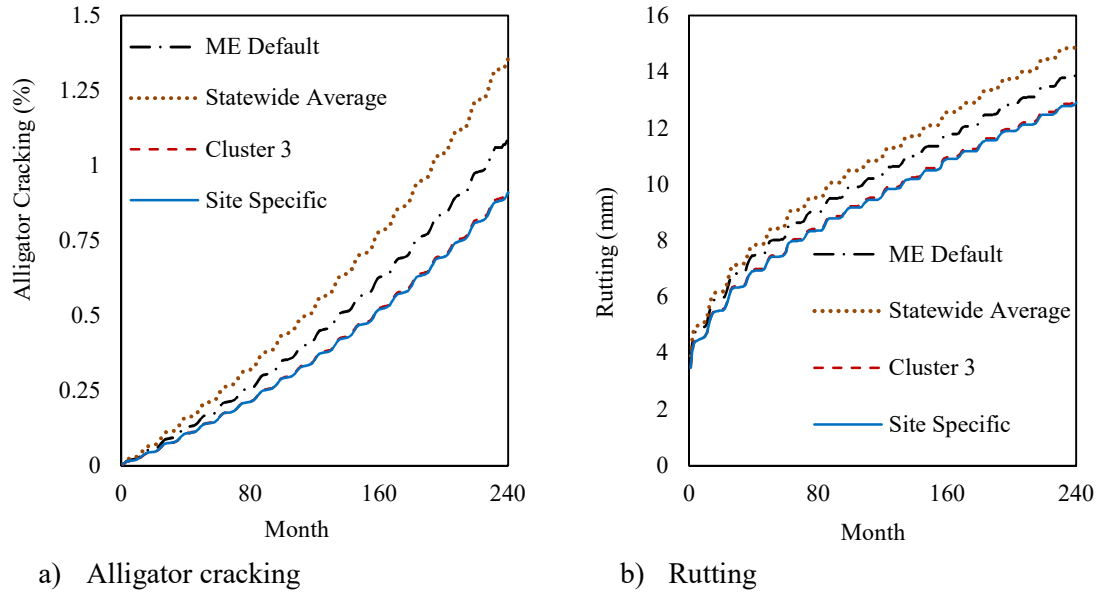 1.5
1.25
1
0.75
0.5
0.25
0
Alligator Cracking (%)
ME Default
Statewide Average
Cluster 3
Site Specific
0 80 160 240
Month
a) Alligator cracking
16
14
12
10
8
6
4
2
0
Rutting (mm)
ME Default
Statewide Average
Cluster 3
Site Specific
0 80 160 240
Month
b) Rutting